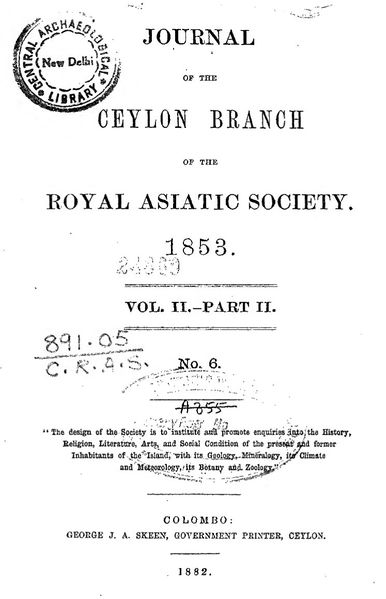 CENTRAL ARCHAEOLOGICAL LIBRARY
New Delhi
JOURNAL
OF THE
CEYLON BRANCH
OF THE
ROYAL ASIATIC SOCIETY.
1853.
VOL. II.-PART II.
891.05
C.R.A.S.
No. 6.
A 255
"The design of the Society is to institute and promote enquiries into the History,
Religion, Literature, Arts, and Social Condition of the present and former
Inhabitants of the Island, with its Geology, Mineralogy, its Climate
and Meteorology, its Botany and Zoology."
COLOMBO:
GEORGE J. A. SKEEN, GOVERNMENT PRINTER, CEYLON.
1882.